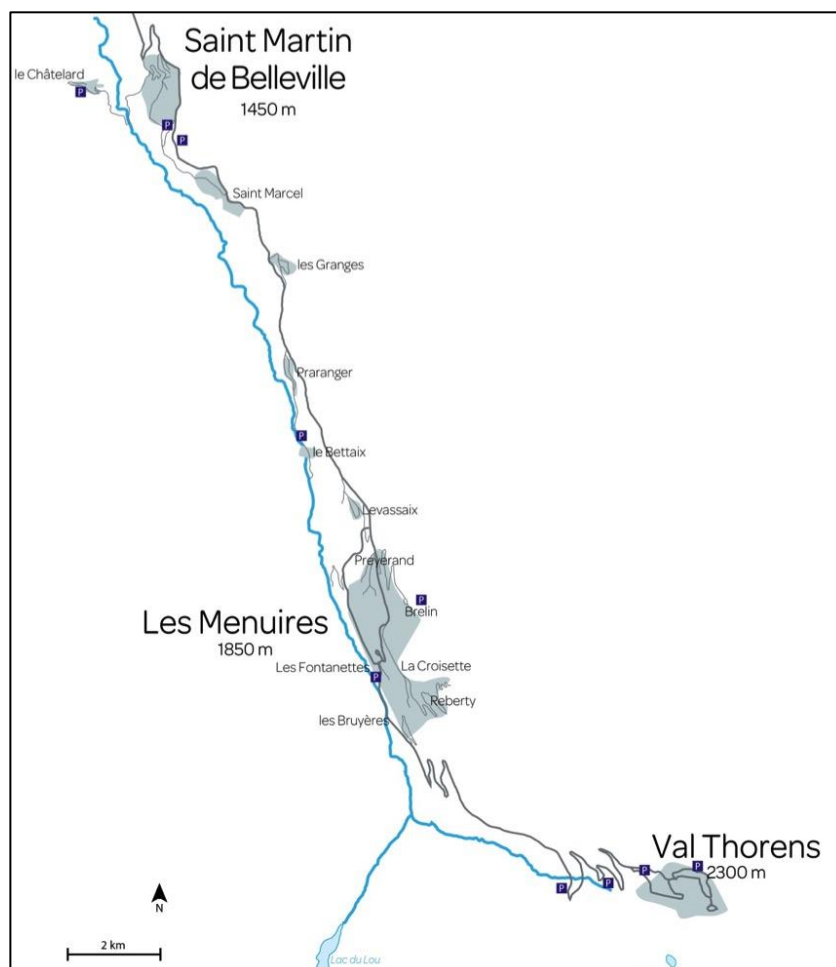 Saint Martin
de Belleville
1450 m
le Châtelard
P
P
P
Saint Marcel
les Granges
Praranger
P
le Bettaix
Levassaix
Preyerand
P
Brelin
Les Menuires
1850 m
La Croisette
Les Fontanettes
P
Reberty
les Bruyères
Val Thorens
2300 m
P
P
P
P
N
2 km
Lac du Lou